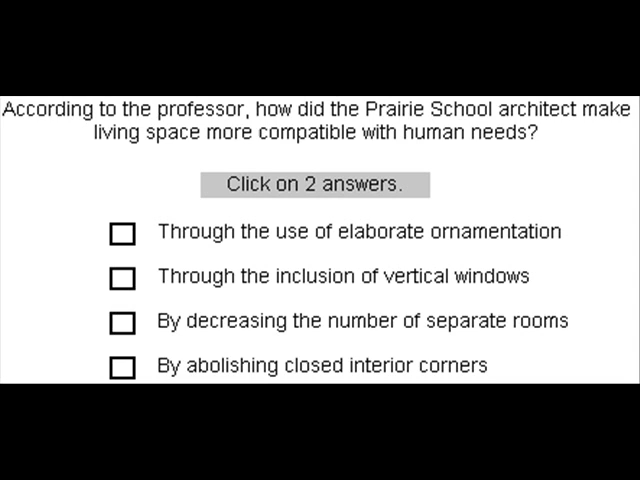 According to the professor, how did the Prairie School architect make
living space more compatible with human needs?
Click on 2 answers.
Through the use of elaborate ornamentation
Through the inclusion of vertical windows
By decreasing the number of separate rooms
By abolishing closed interior corners